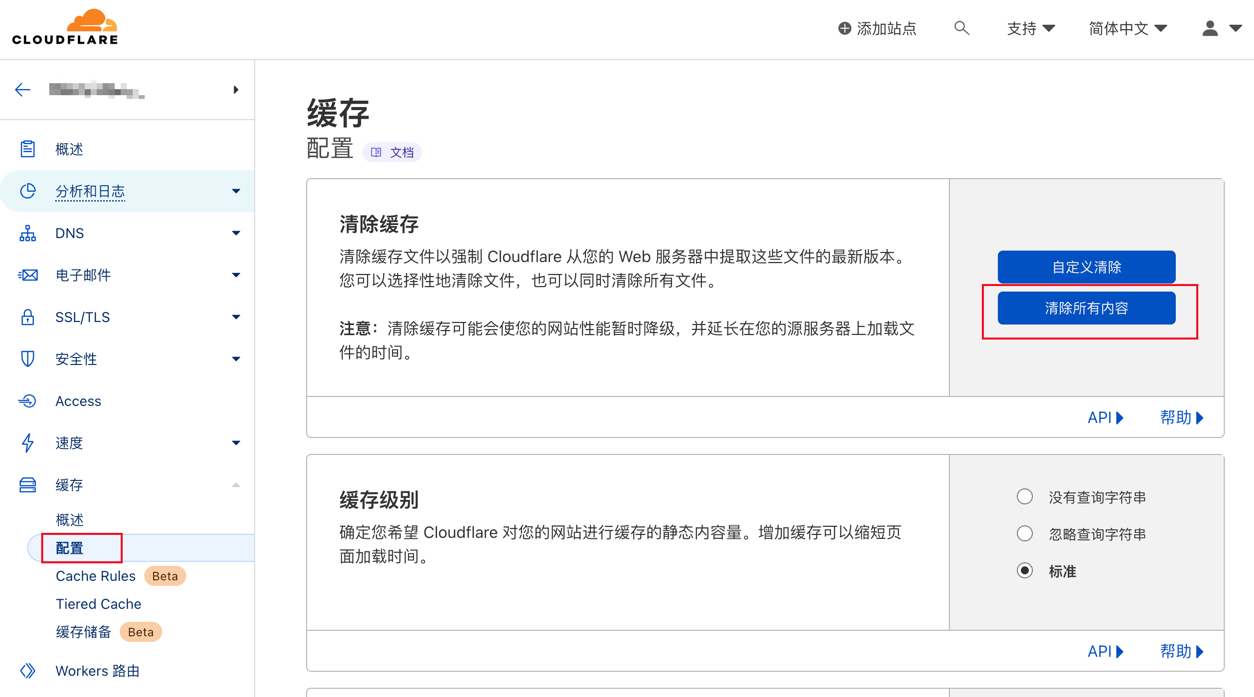 CLOUDFLARE
添加站点
支持
简体中文
概述
分析和日志
DNS
电子邮件
SSL/TLS
安全性
Access
速度
缓存
概述
配置
Cache Rules Beta
Tiered Cache
缓存储备 Beta
Workers 路由
缓存
配置 文档
清除缓存
清除缓存文件以强制 Cloudflare 从您的 Web 服务器中提取这些文件的最新版本。
您可以选择性地清除文件，也可以同时清除所有文件。
注意：清除缓存可能会使您的网站性能暂时降级，并延长在您的源服务器上加载文
件的时间。
自定义清除
清除所有内容
API 帮助
缓存级别
确定您希望 Cloudflare 对您的网站进行缓存的静态内容量。增加缓存可以缩短页
面加载时间。
没有查询字符串
忽略查询字符串
标准
API 帮助